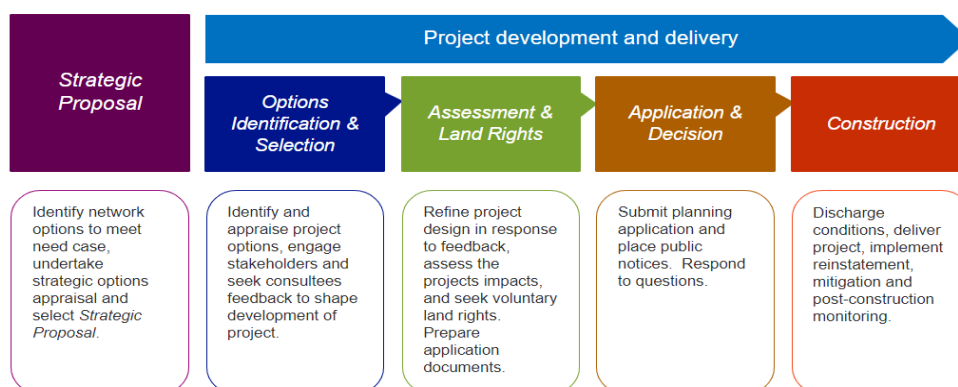 Project development and delivery
Strategic
Proposal
Options
Identification &
Selection
Assessment &
Land Rights
Application &
Decision
Construction
Identify network
options to meet
need case,
undertake
strategic options
appraisal and
select Strategic
Proposal.
Identify and
appraise project
options, engage
stakeholders and
seek consultees
feedback to shape
development of
project.
Refine project
design in response
to feedback,
assess the
projects impacts,
and seek voluntary
land rights.
Prepare
application
documents.
Submit planning
application and
place public
notices.  Respond
to questions.
Discharge
conditions, deliver
project, implement
reinstatement,
mitigation and
post-construction
monitoring.